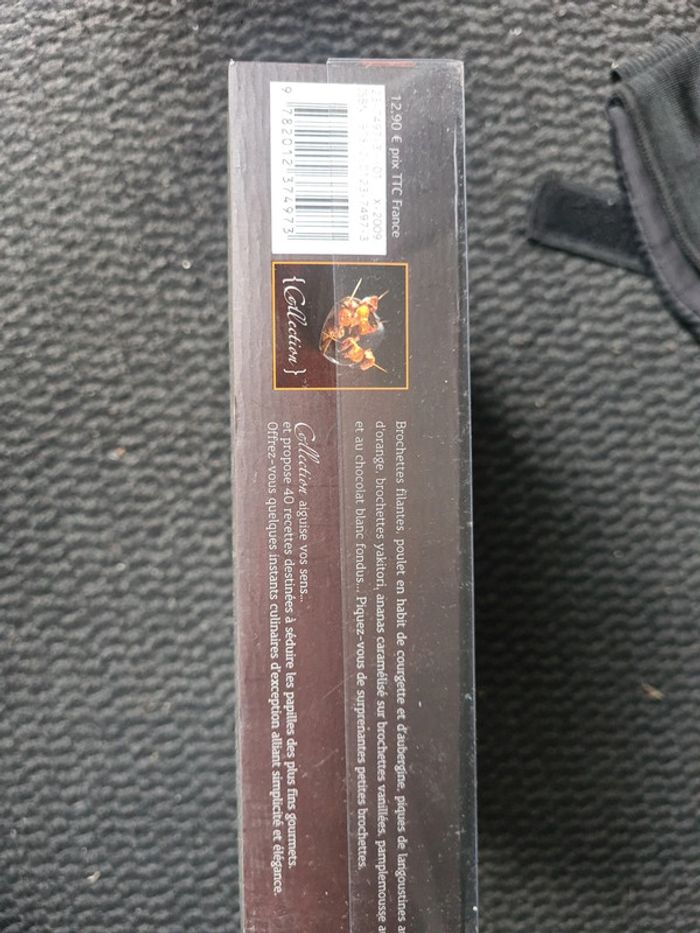 12.90 € prix TTC France
X-2009
9 782012 374973
{Collection}
Brochettes filantes, poulet en habit de courgette et d'aubergine, piques de langoustines
d'orange, brochettes yakitori, ananas caramélisé sur brochettes vanillées, pamplemousse
et au chocolat blanc fondus... Piquez-vous de surprenantes petites brochettes.
Collection aiguise vos sens...
et propose 40 recettes destinées à séduire les papilles des plus fins gourmets.
Offrez-vous quelques instants culinaires d'exception alliant simplicité et élégance.